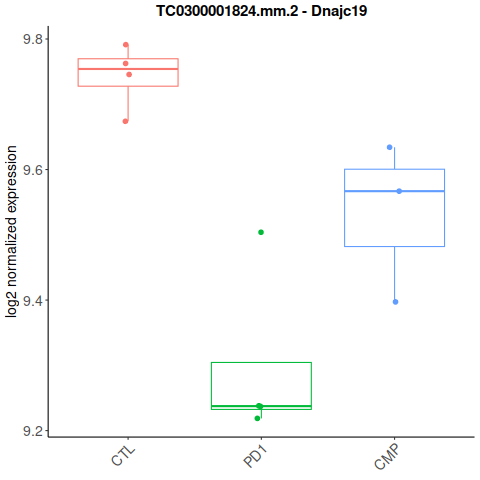 TC0300001824.mm.2 - Dnajc19
log2 normalized expression
9.8
9.6
9.4
9.2
CTL
PD1
CMP